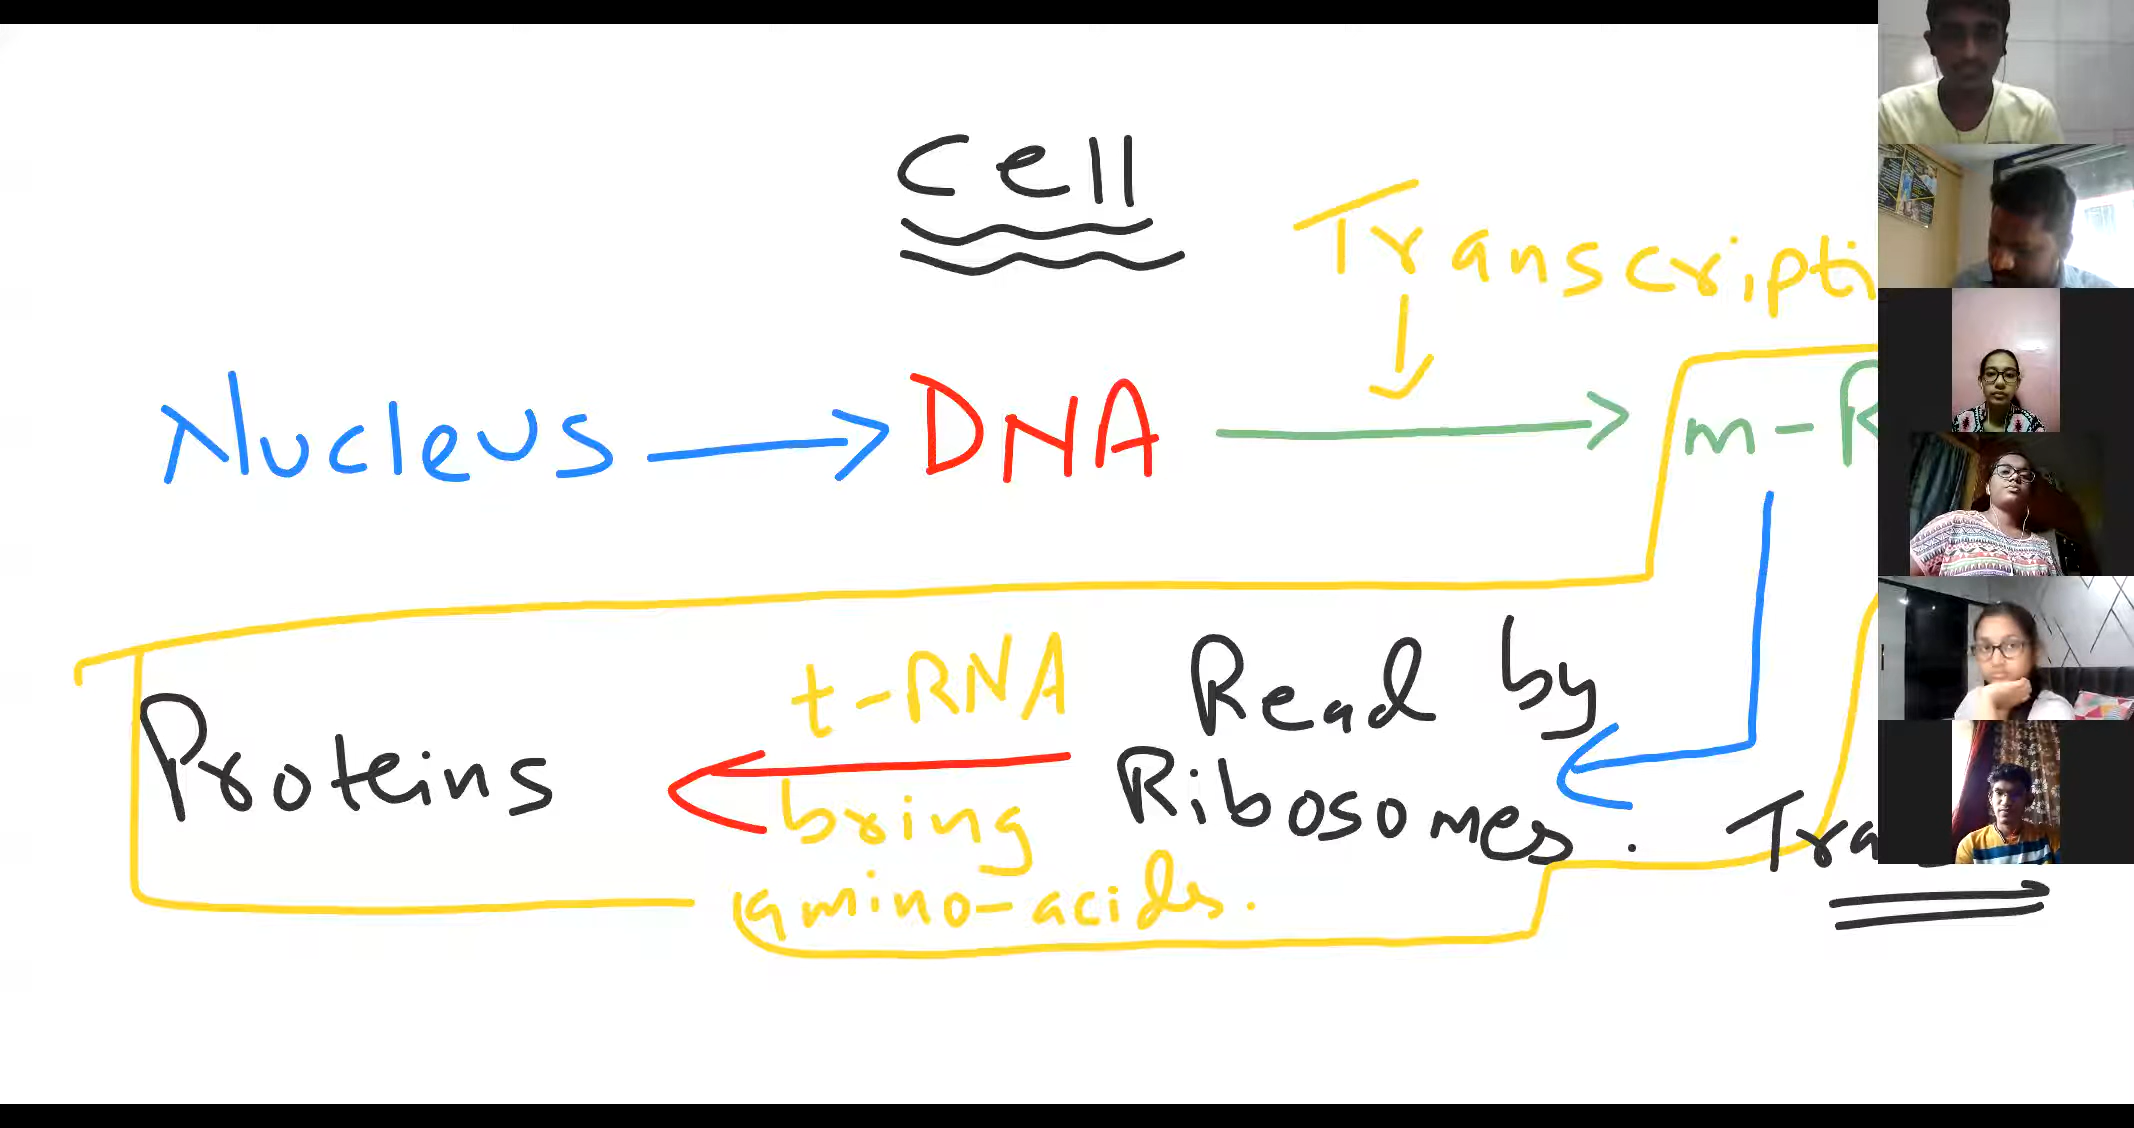 Cell
Transcripti
Nucleus → DNA → m-R
t-RNA
Read by
Proteins
Ribosomes.
bring
amino-acids.
Tra